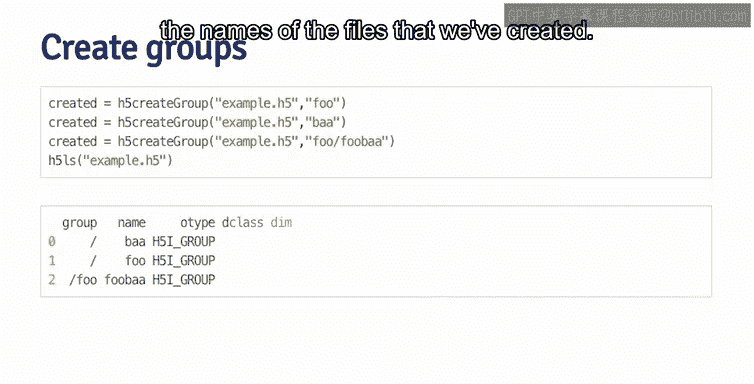 the names of the files that we've created.
Create groups
created = h5createGroup("example.h5","foo")
created = h5createGroup("example.h5","baa")
created = h5createGroup("example.h5","foo/foobaa")
h5ls("example.h5")
group name otype dclass dim
0 / baa H5I_GROUP
1 / foo H5I_GROUP
2 /foo foobaa H5I_GROUP